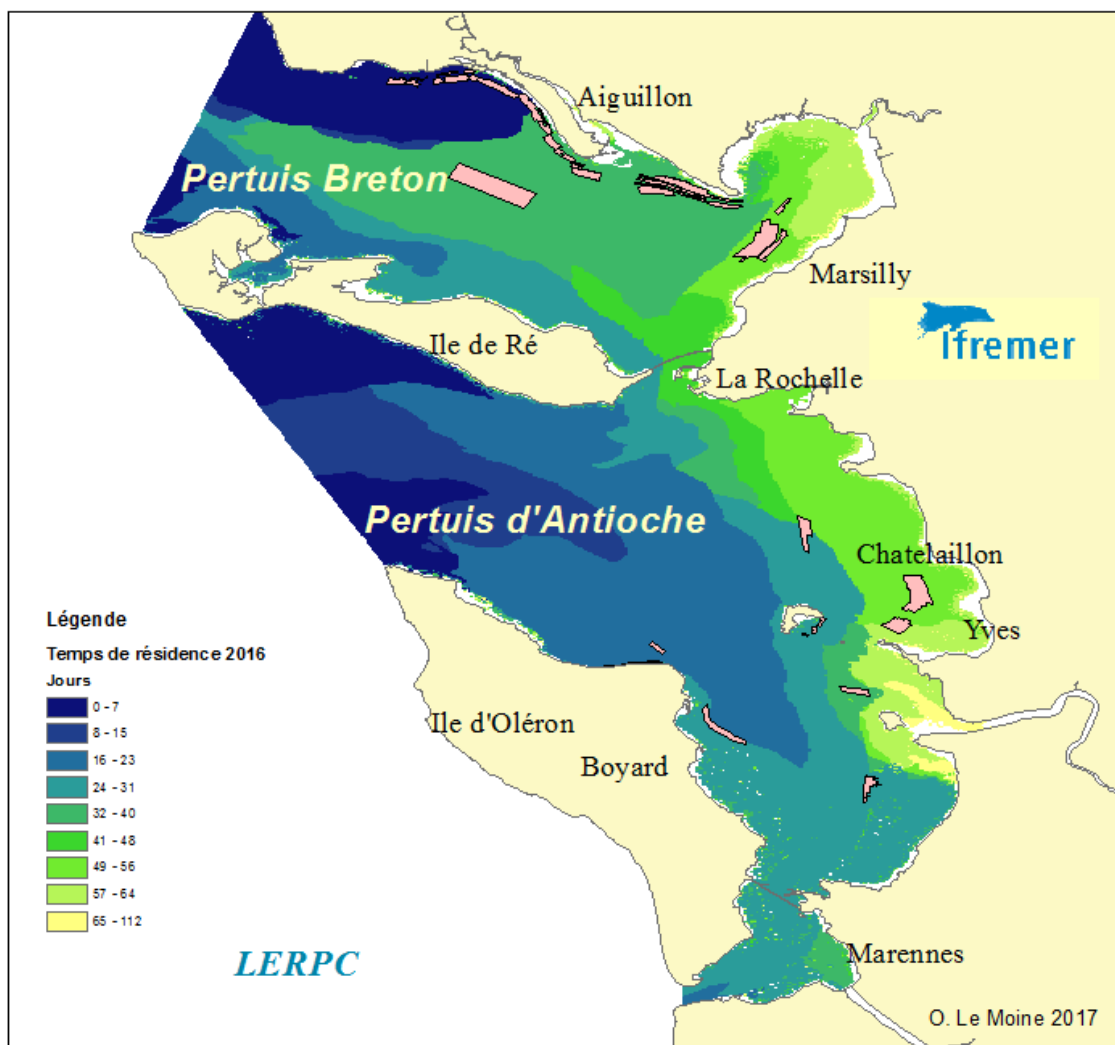 Aiguillon
Pertuis Breton
Marsilly
Ifremer
Ile de Ré
La Rochelle
Pertuis d'Antioche
Chatelaillon
Yves
Légende
Temps de résidence 2016
Jours
0 - 7
8 - 15
16 - 23
24 - 31
32 - 40
41 - 48
49 - 56
57 - 64
65 - 112
Ile d'Oléron
Boyard
LERPC
Marennes
O. Le Moine 2017